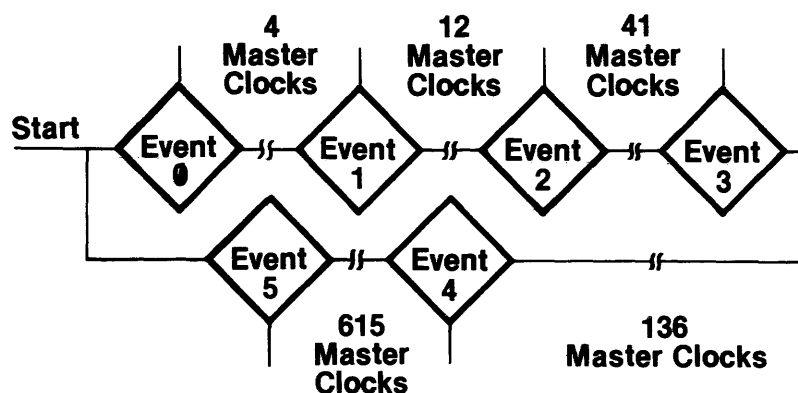 4
Master
Clocks
12
Master
Clocks
41
Master
Clocks
Start
Event
0
Event
1
Event
2
Event
3
Event
5
Event
4
615
Master
Clocks
136
Master Clocks